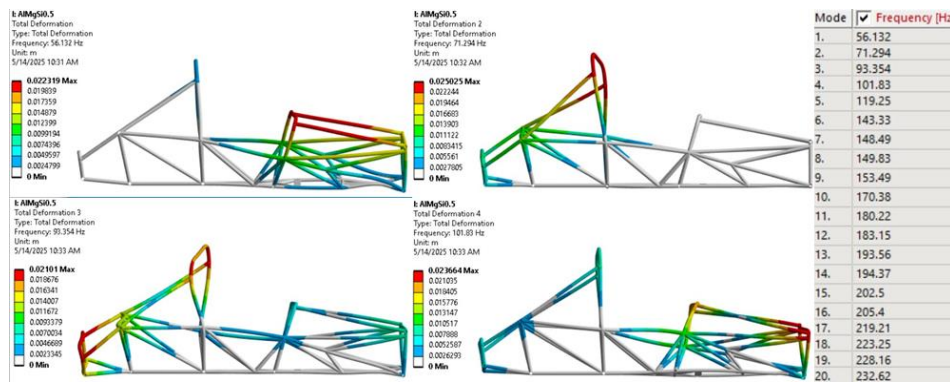 I: AlMgSi0.5
Total Deformation
Type: Total Deformation
Frequency: 56.132 Hz
Unit: m
5/14/2025 10:31 AM
0.022319 Max
0.019839
0.017359
0.014879
0.012399
0.0099194
0.0074396
0.0049597
0.0024799
0 Min
I: AlMgSi0.5
Total Deformation 2
Type: Total Deformation
Frequency: 71.294 Hz
Unit: m
5/14/2025 10:32 AM
0.025025 Max
0.022244
0.019464
0.016683
0.013903
0.011122
0.0083415
0.005561
0.0027805
0 Min
I: AlMgSi0.5
Total Deformation 3
Type: Total Deformation
Frequency: 93.354 Hz
Unit: m
5/14/2025 10:33 AM
0.02101 Max
0.018676
0.016341
0.014007
0.011672
0.0093379
0.0070034
0.0046689
0.0023345
0 Min
I: AlMgSi0.5
Total Deformation 4
Type: Total Deformation
Frequency: 101.83 Hz
Unit: m
5/14/2025 10:33 AM
0.023664 Max
0.021035
0.018405
0.015776
0.013147
0.010517
0.007888
0.0052587
0.0026293
0 Min
Mode Frequency [Hz
1. 56.132
2. 71.294
3. 93.354
4. 101.83
5. 119.25
6. 143.33
7. 148.49
8. 149.83
9. 153.49
10. 170.38
11. 180.22
12. 183.15
13. 193.56
14. 194.37
15. 202.5
16. 205.4
17. 219.21
18. 223.25
19. 228.16
20. 232.62